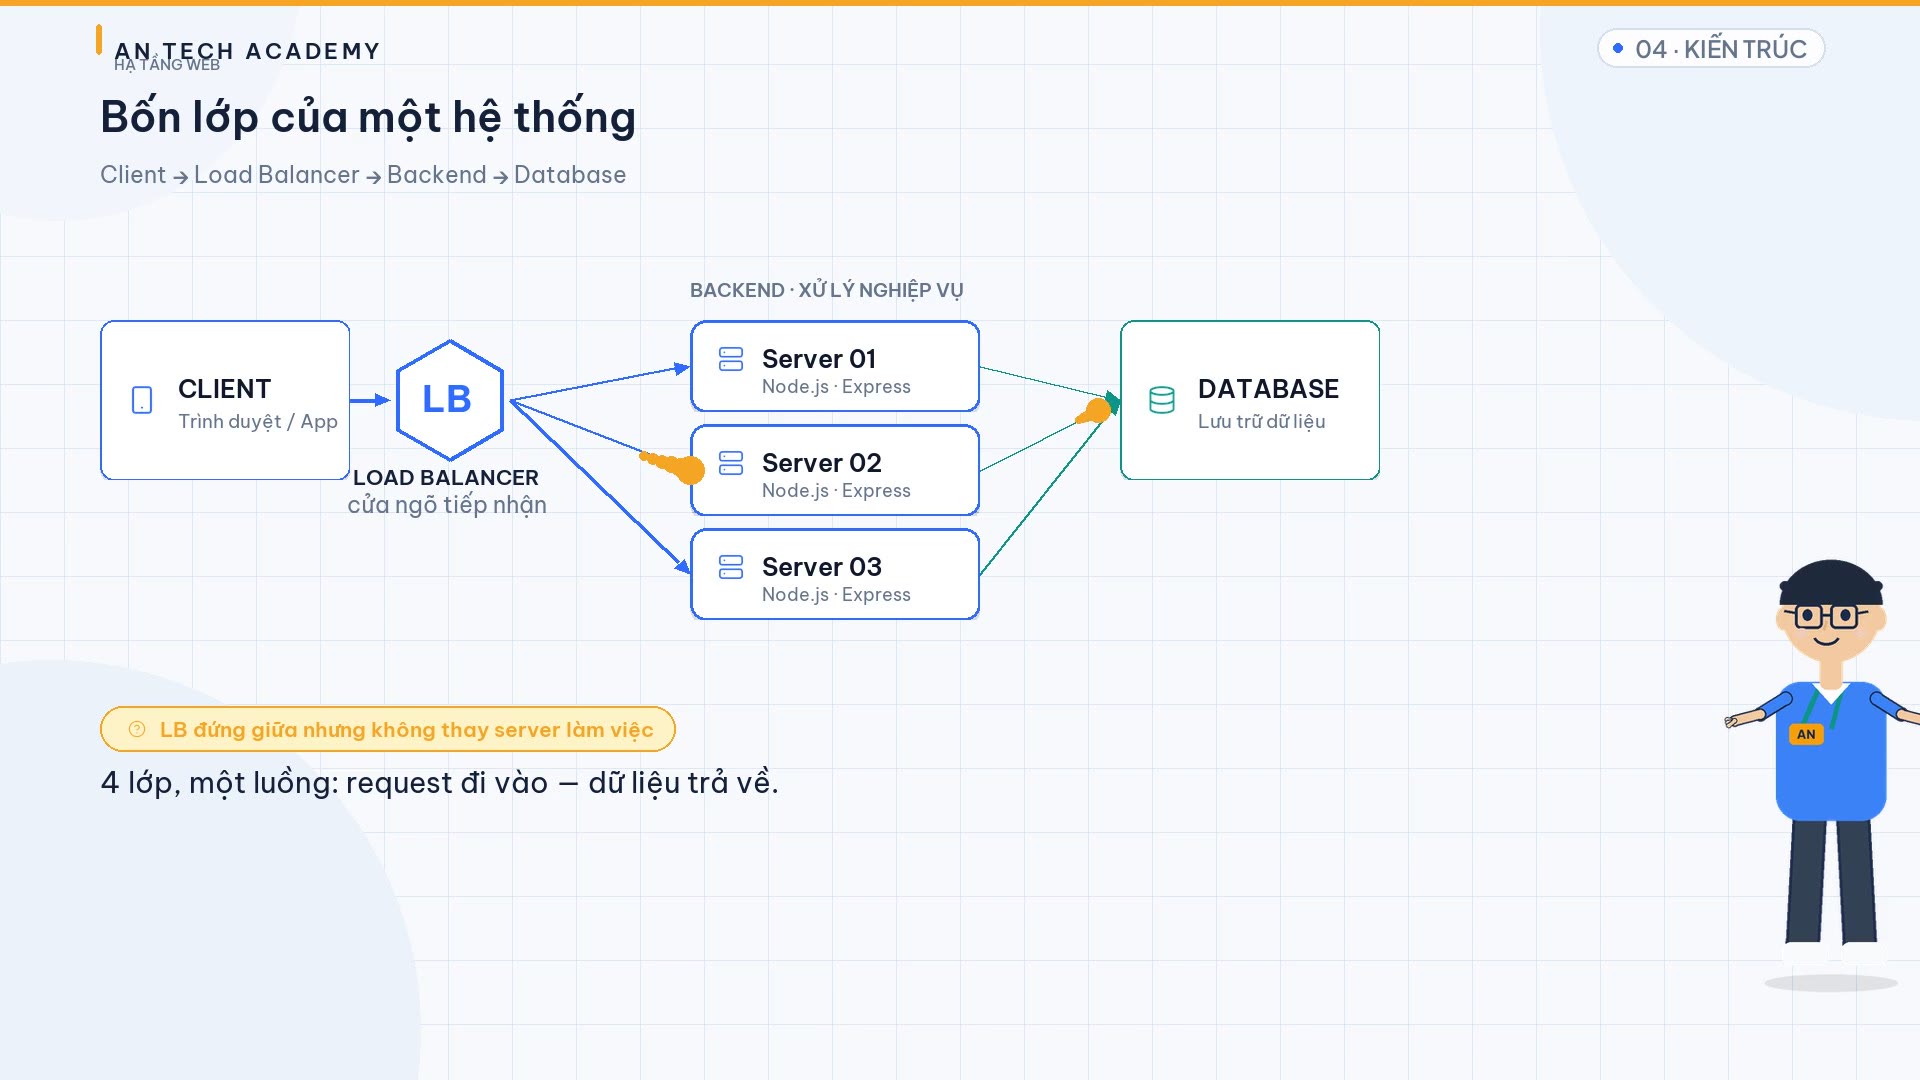 AN TECH ACADEMY
HẠ TẦNG WEB
04 · KIẾN TRÚC
Bốn lớp của một hệ thống
Client → Load Balancer → Backend → Database
BACKEND · XỬ LÝ NGHIỆP VỤ
CLIENT
Trình duyệt / App
LB
LOAD BALANCER
cửa ngõ tiếp nhận
Server 01
Node.js · Express
Server 02
Node.js · Express
Server 03
Node.js · Express
DATABASE
Lưu trữ dữ liệu
LB đứng giữa nhưng không thay server làm việc
4 lớp, một luồng: request đi vào — dữ liệu trả về.
AN